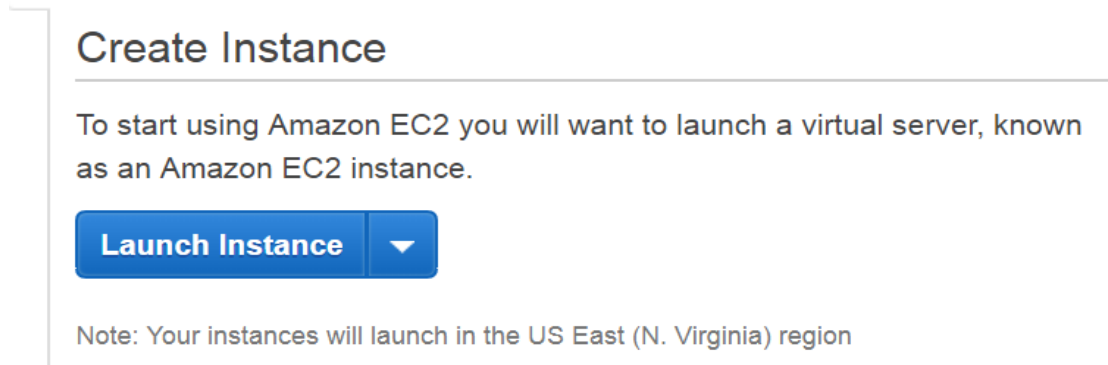 Create Instance
To start using Amazon EC2 you will want to launch a virtual server, known
as an Amazon EC2 instance.
Launch Instance
Note: Your instances will launch in the US East (N. Virginia) region